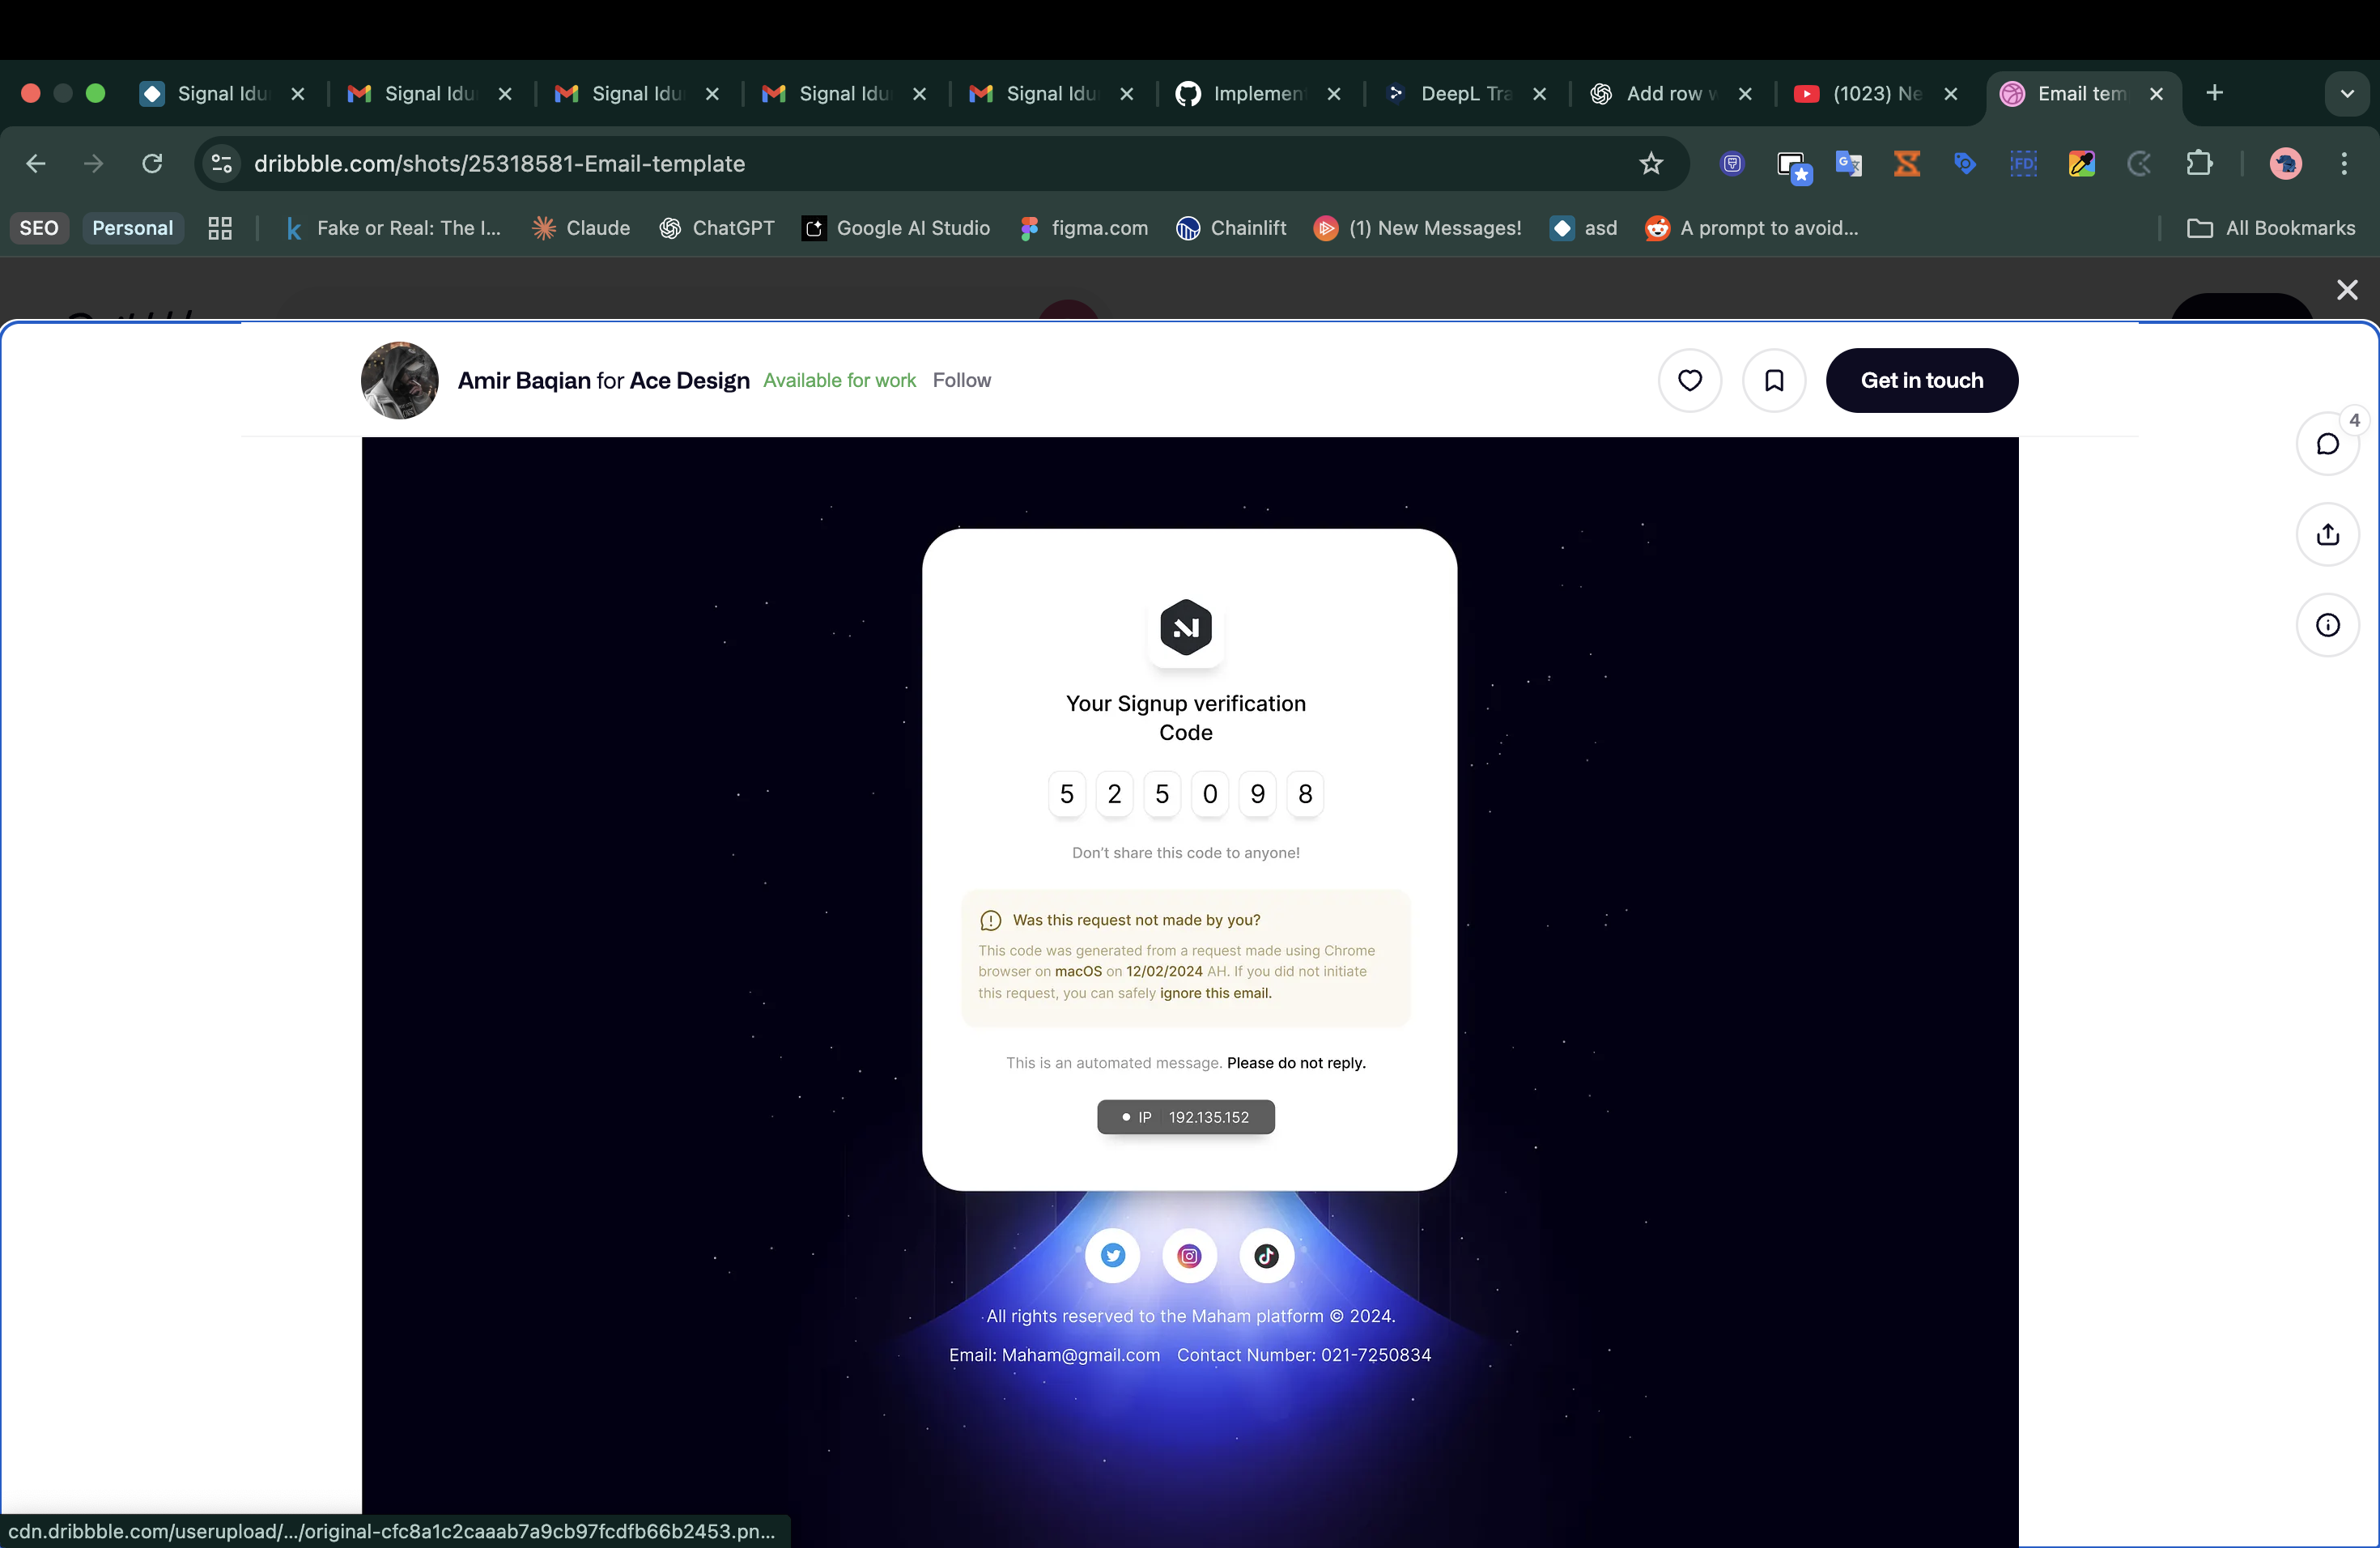 Signal Idu
Signal Idu
Signal Idu
Signal Idu
Signal Idu
Implemen
DeepL Tra
Add row
(1023) Ne
Email tem
dribbble.com/shots/25318581-Email-template
SEO
Personal
Fake or Real: The I...
Claude
ChatGPT
Google AI Studio
figma.com
Chainlift
(1) New Messages!
asd
A prompt to avoid...
All Bookmarks
Amir Baqian for Ace Design
Available for work
Follow
Get in touch
4
Your Signup verification
Code
5 2 5 0 9 8
Don't share this code to anyone!
Was this request not made by you?
This code was generated from a request made using Chrome
browser on macOS on 12/02/2024 AH. If you did not initiate
this request, you can safely ignore this email.
This is an automated message. Please do not reply.
IP 192.135.152
All rights reserved to the Maham platform © 2024.
Email: Maham@gmail.com Contact Number: 021-7250834
cdn.dribbble.com/userupload/.../original-cfc8a1c2caaab7a9cb97fcdfb66b2453.pn...